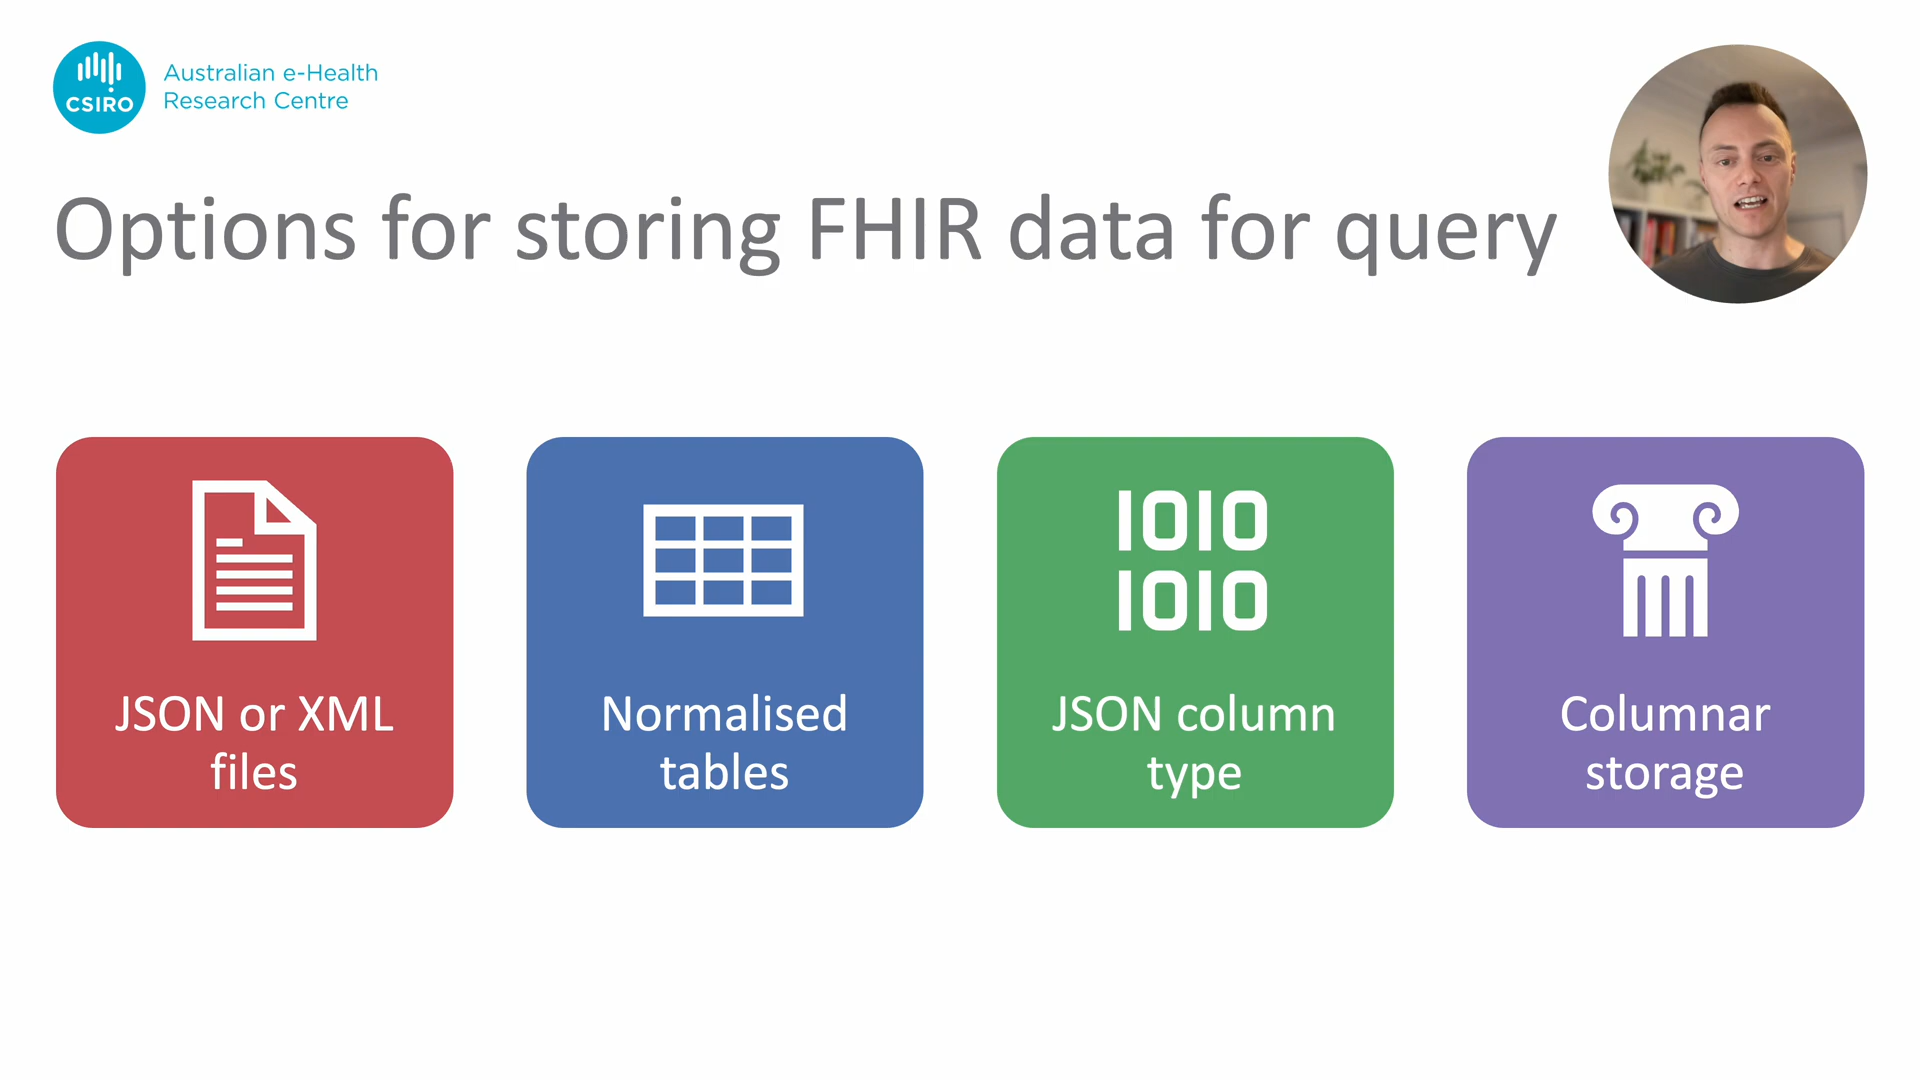 CSIRO
Australian e-Health
Research Centre
Options for storing FHIR data for query
1010
1010
JSON or XML
files
Normalised
tables
JSON column
type
Columnar
storage